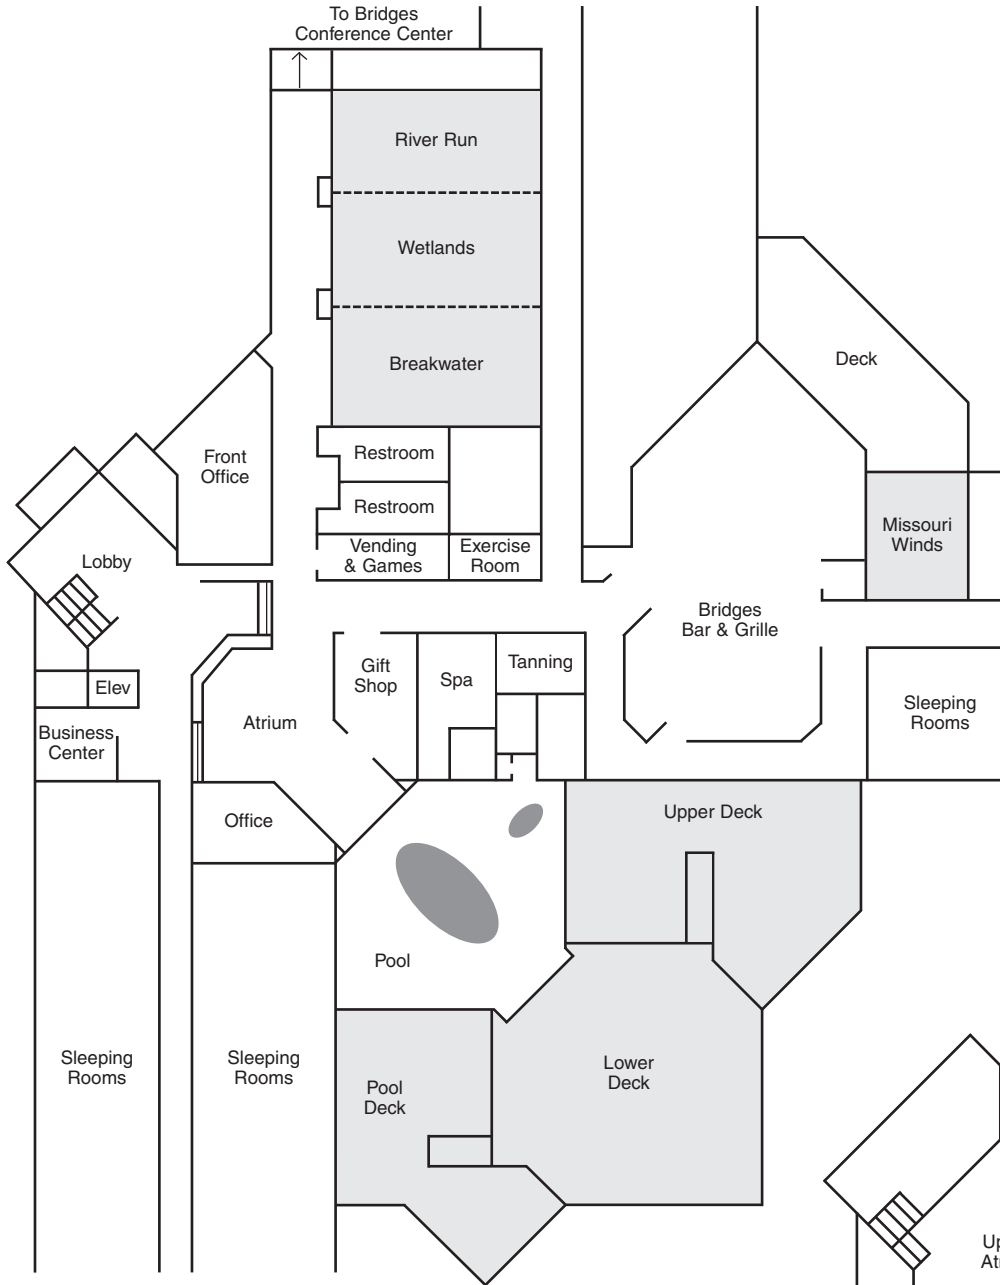 To Bridges
Conference Center
River Run
Wetlands
Breakwater
Deck
Front
Office
Restroom
Restroom
Missouri
Winds
Vending
& Games
Exercise
Room
Lobby
Bridges
Bar & Grille
Gift
Shop
Spa
Tanning
Elev
Atrium
Sleeping
Rooms
Business
Center
Office
Upper Deck
Pool
Sleeping
Rooms
Sleeping
Rooms
Pool
Deck
Lower
Deck